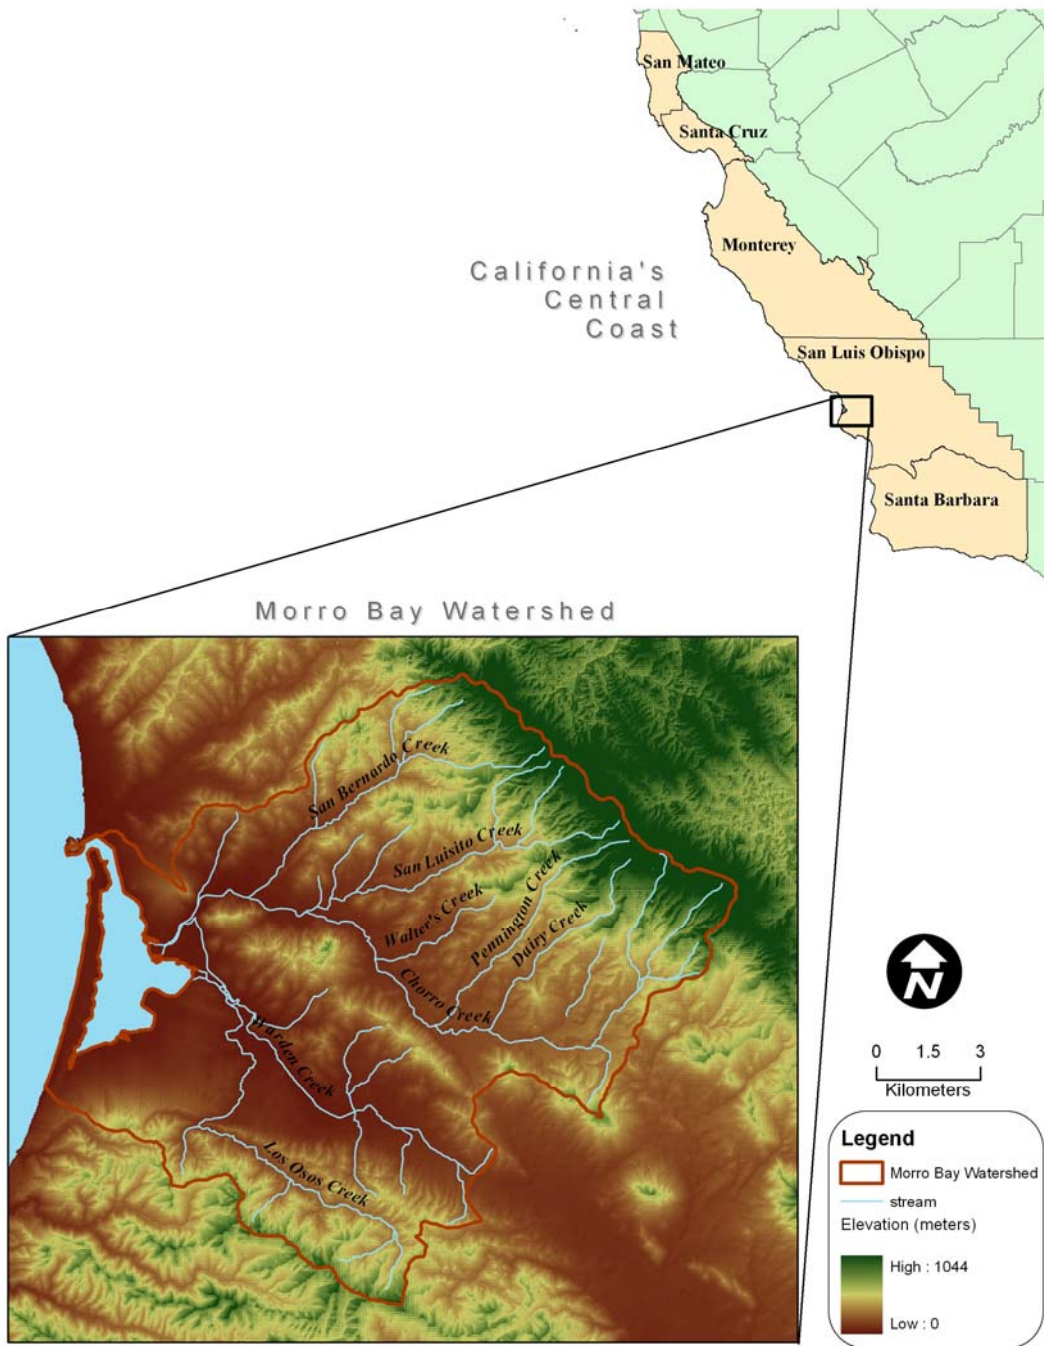 San Mateo
Santa Cruz
Monterey
California's
Central
Coast
San Luis Obispo
Santa Barbara
Morro Bay Watershed
San Bernardo Creek
San Luisito Creek
Walter's Creek
Pennington Creek
Dairy Creek
Chorro Creek
Warden Creek
Los Osos Creek
N
0 1.5 3
Kilometers
Legend
Morro Bay Watershed
stream
Elevation (meters)
High : 1044
Low : 0